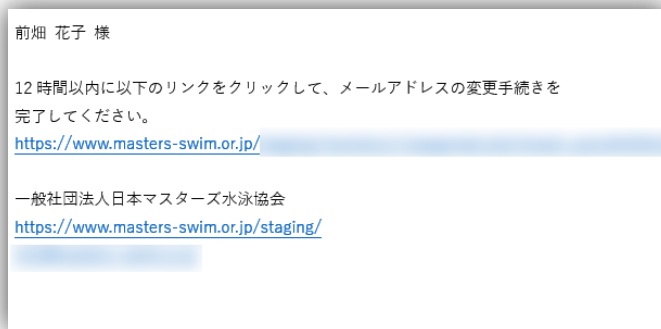 前畑 花子 様
12 時間以内に以下のリンクをクリックして、メールアドレスの変更手続きを
完了してください。
https://www.masters-swim.or.jp/
一般社団法人日本マスターズ水泳協会
https://www.masters-swim.or.jp/staging/